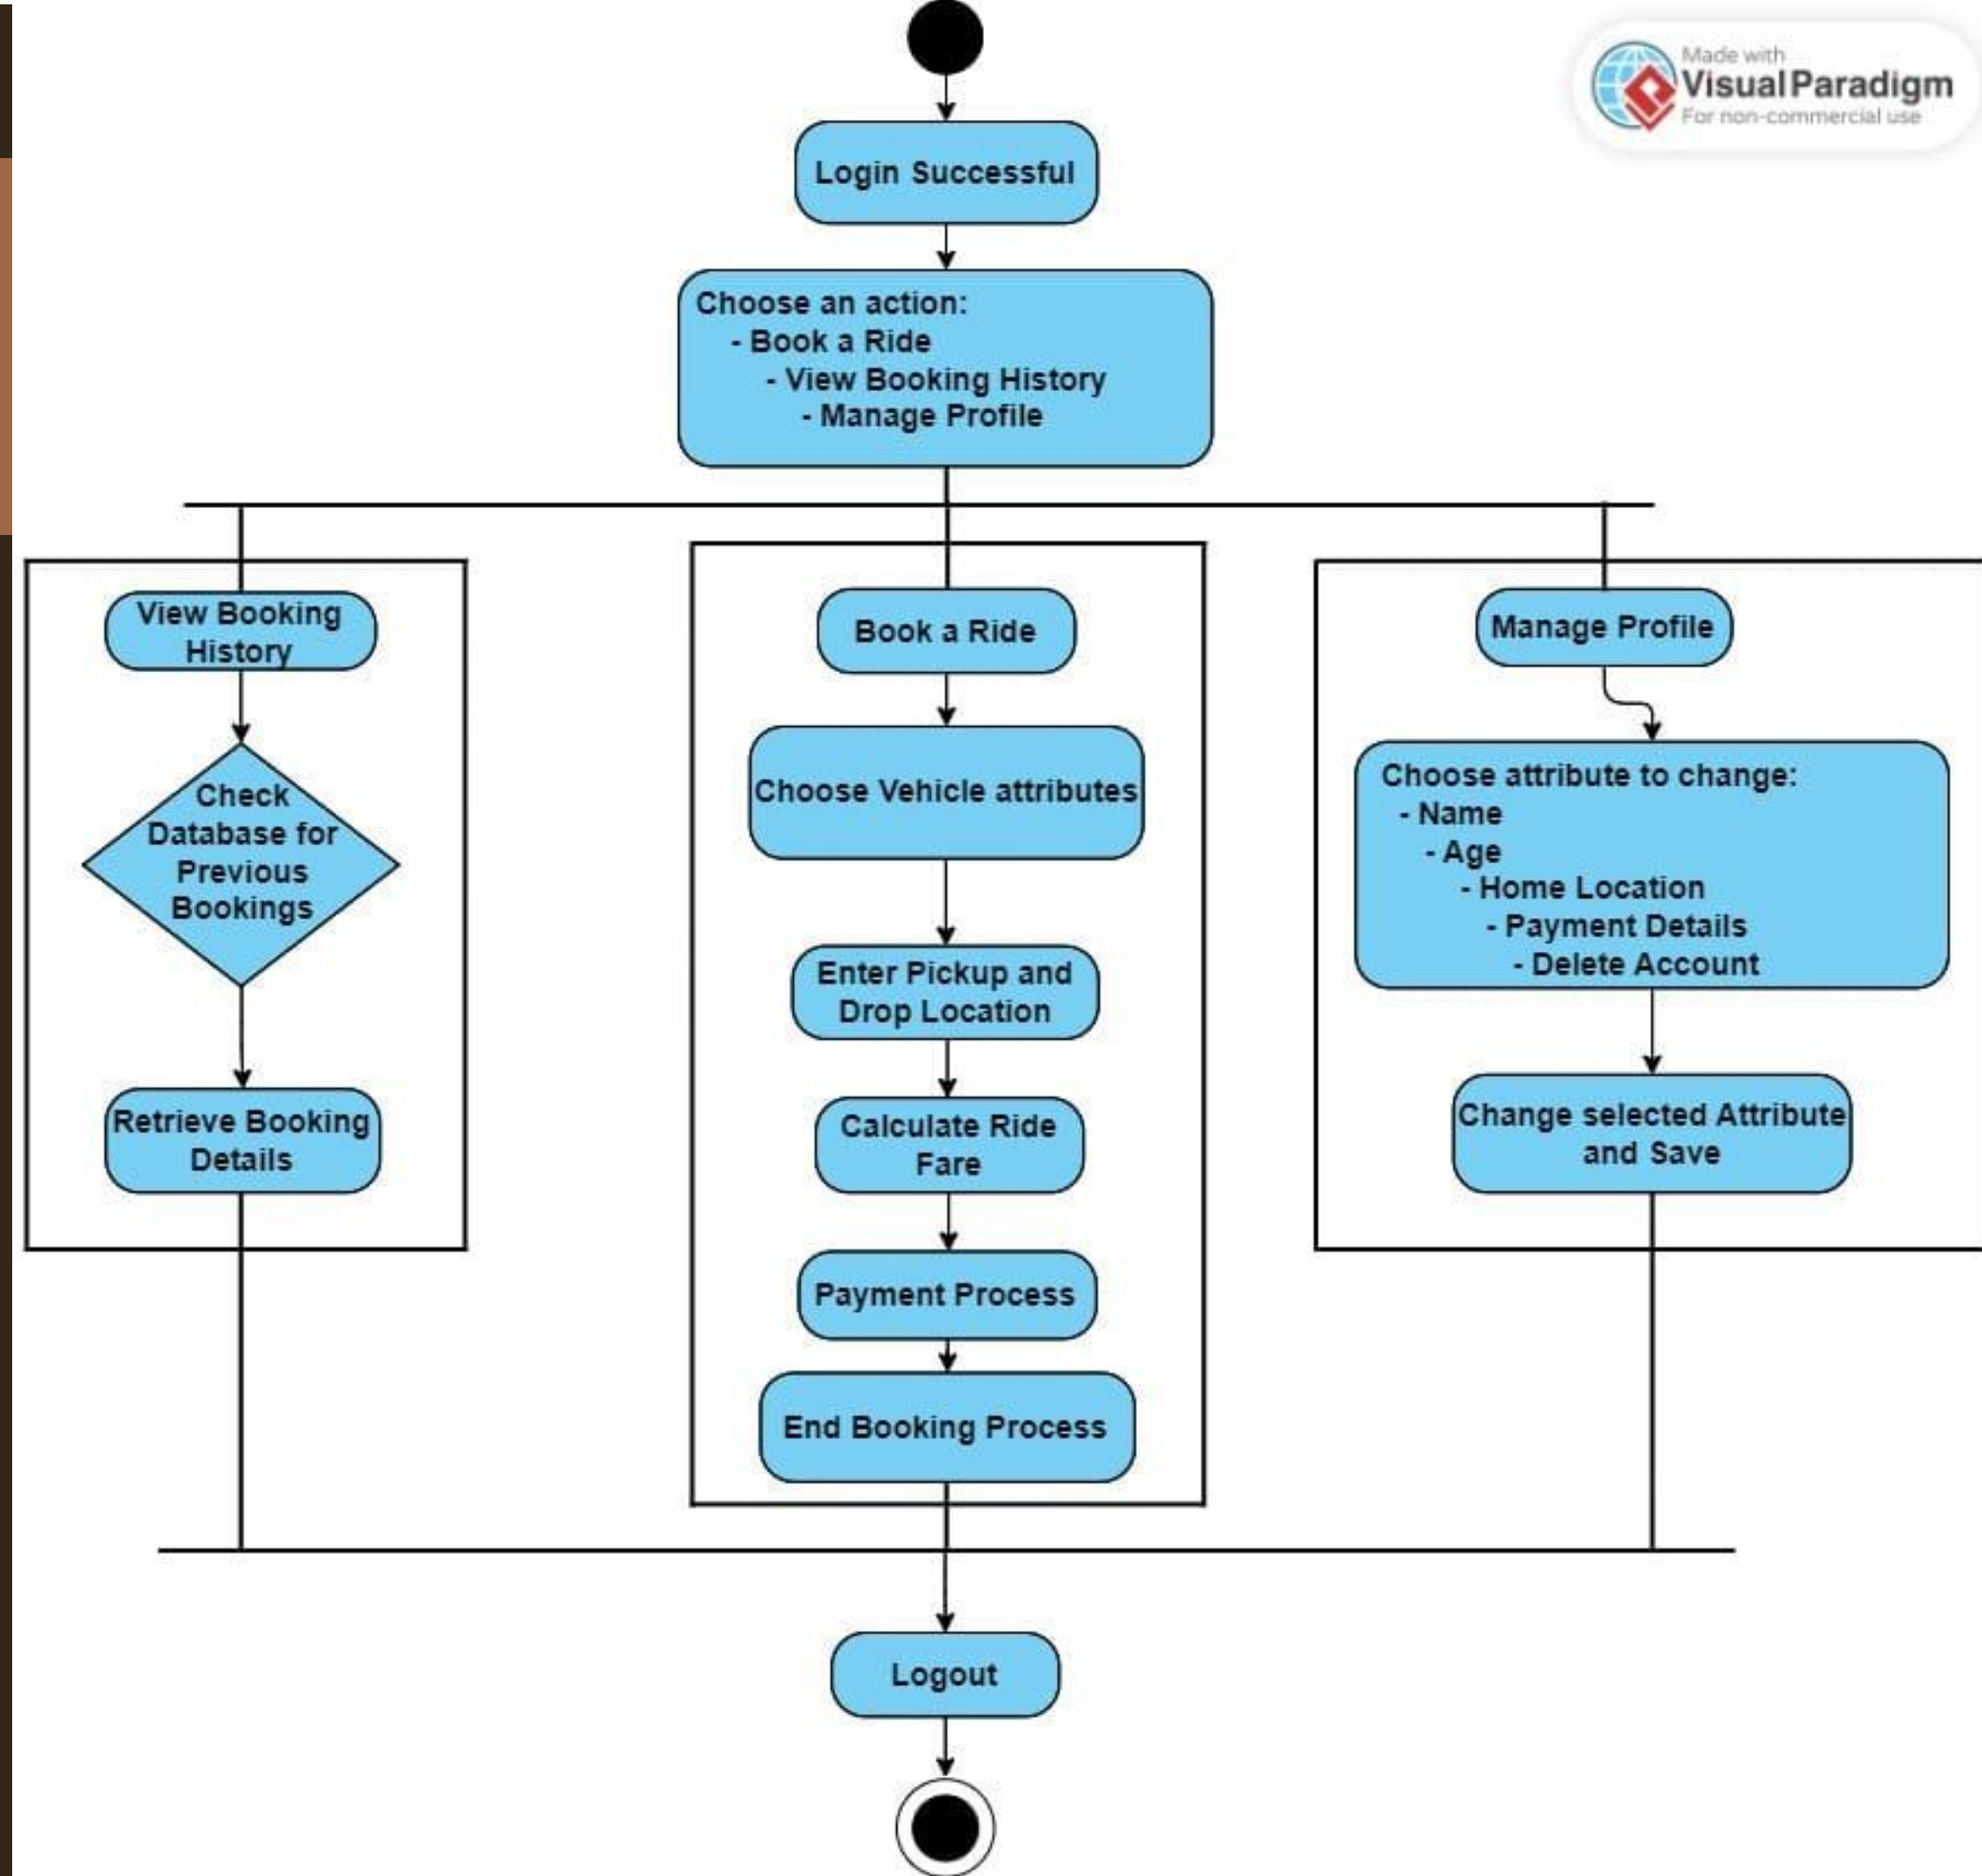 Made with
Visual Paradigm
For non-commercial use
Login Successful
Choose an action:
- Book a Ride
- View Booking History
- Manage Profile
View Booking
History
Check
Database for
Previous
Bookings
Retrieve Booking
Details
Book a Ride
Choose Vehicle attributes
Enter Pickup and
Drop Location
Calculate Ride
Fare
Payment Process
End Booking Process
Manage Profile
Choose attribute to change:
- Name
- Age
- Home Location
- Payment Details
- Delete Account
Change selected Attribute
and Save
Logout